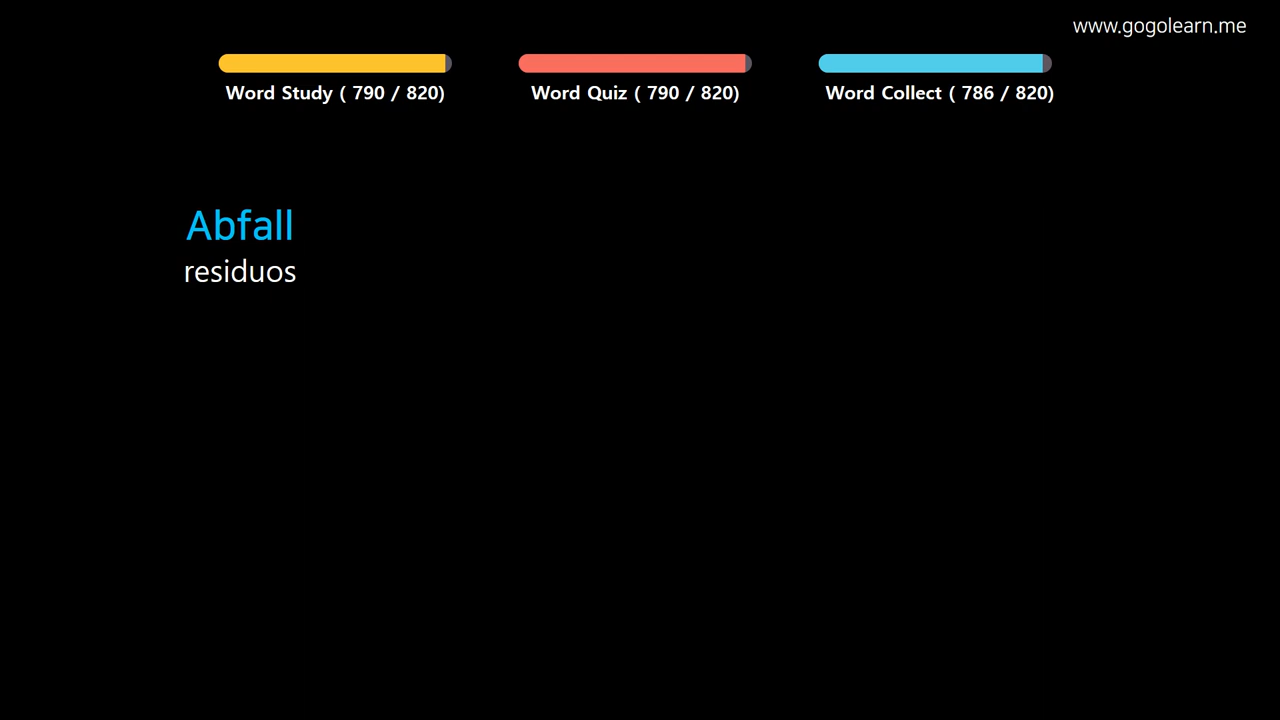 www.gogolearn.me
Word Study ( 790 / 820)
Word Quiz ( 790 / 820)
Word Collect ( 786 / 820)
Abfall
residuos